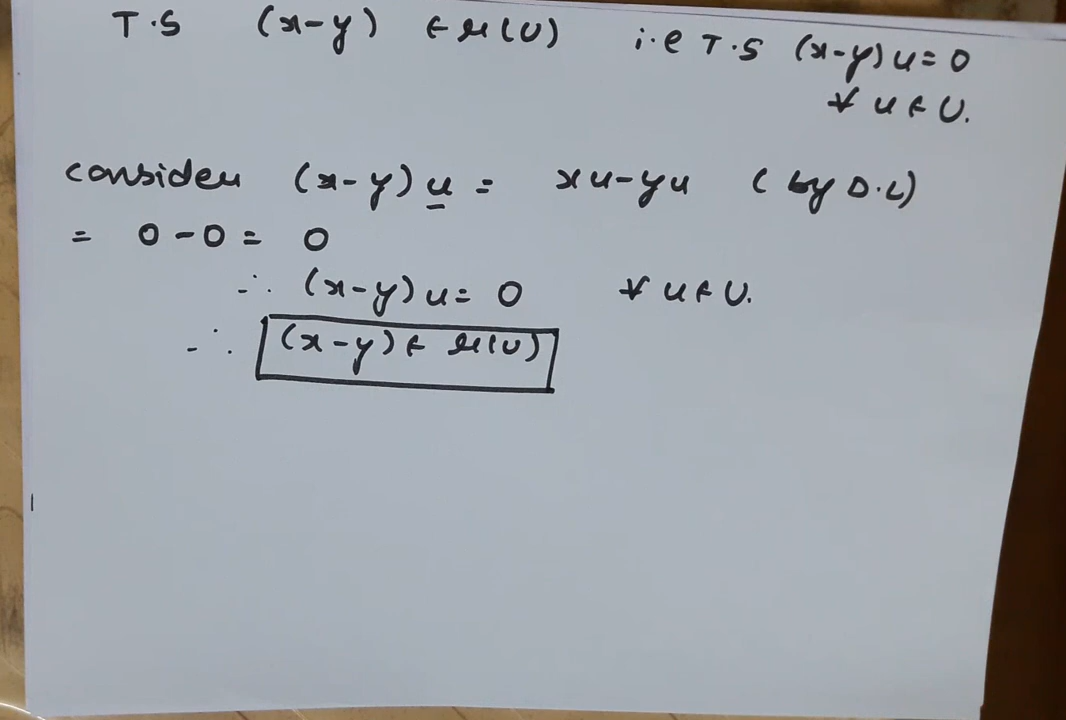 T.S (x-y) ∈ r(U) i.e T.S (x-y)u=0
∀ u ∈ U.
consider (x-y)u = xu-yu (by D.L)
= 0-0 = 0
∴ (x-y)u = 0 ∀ u ∈ U.
∴ (x-y) ∈ r(U)